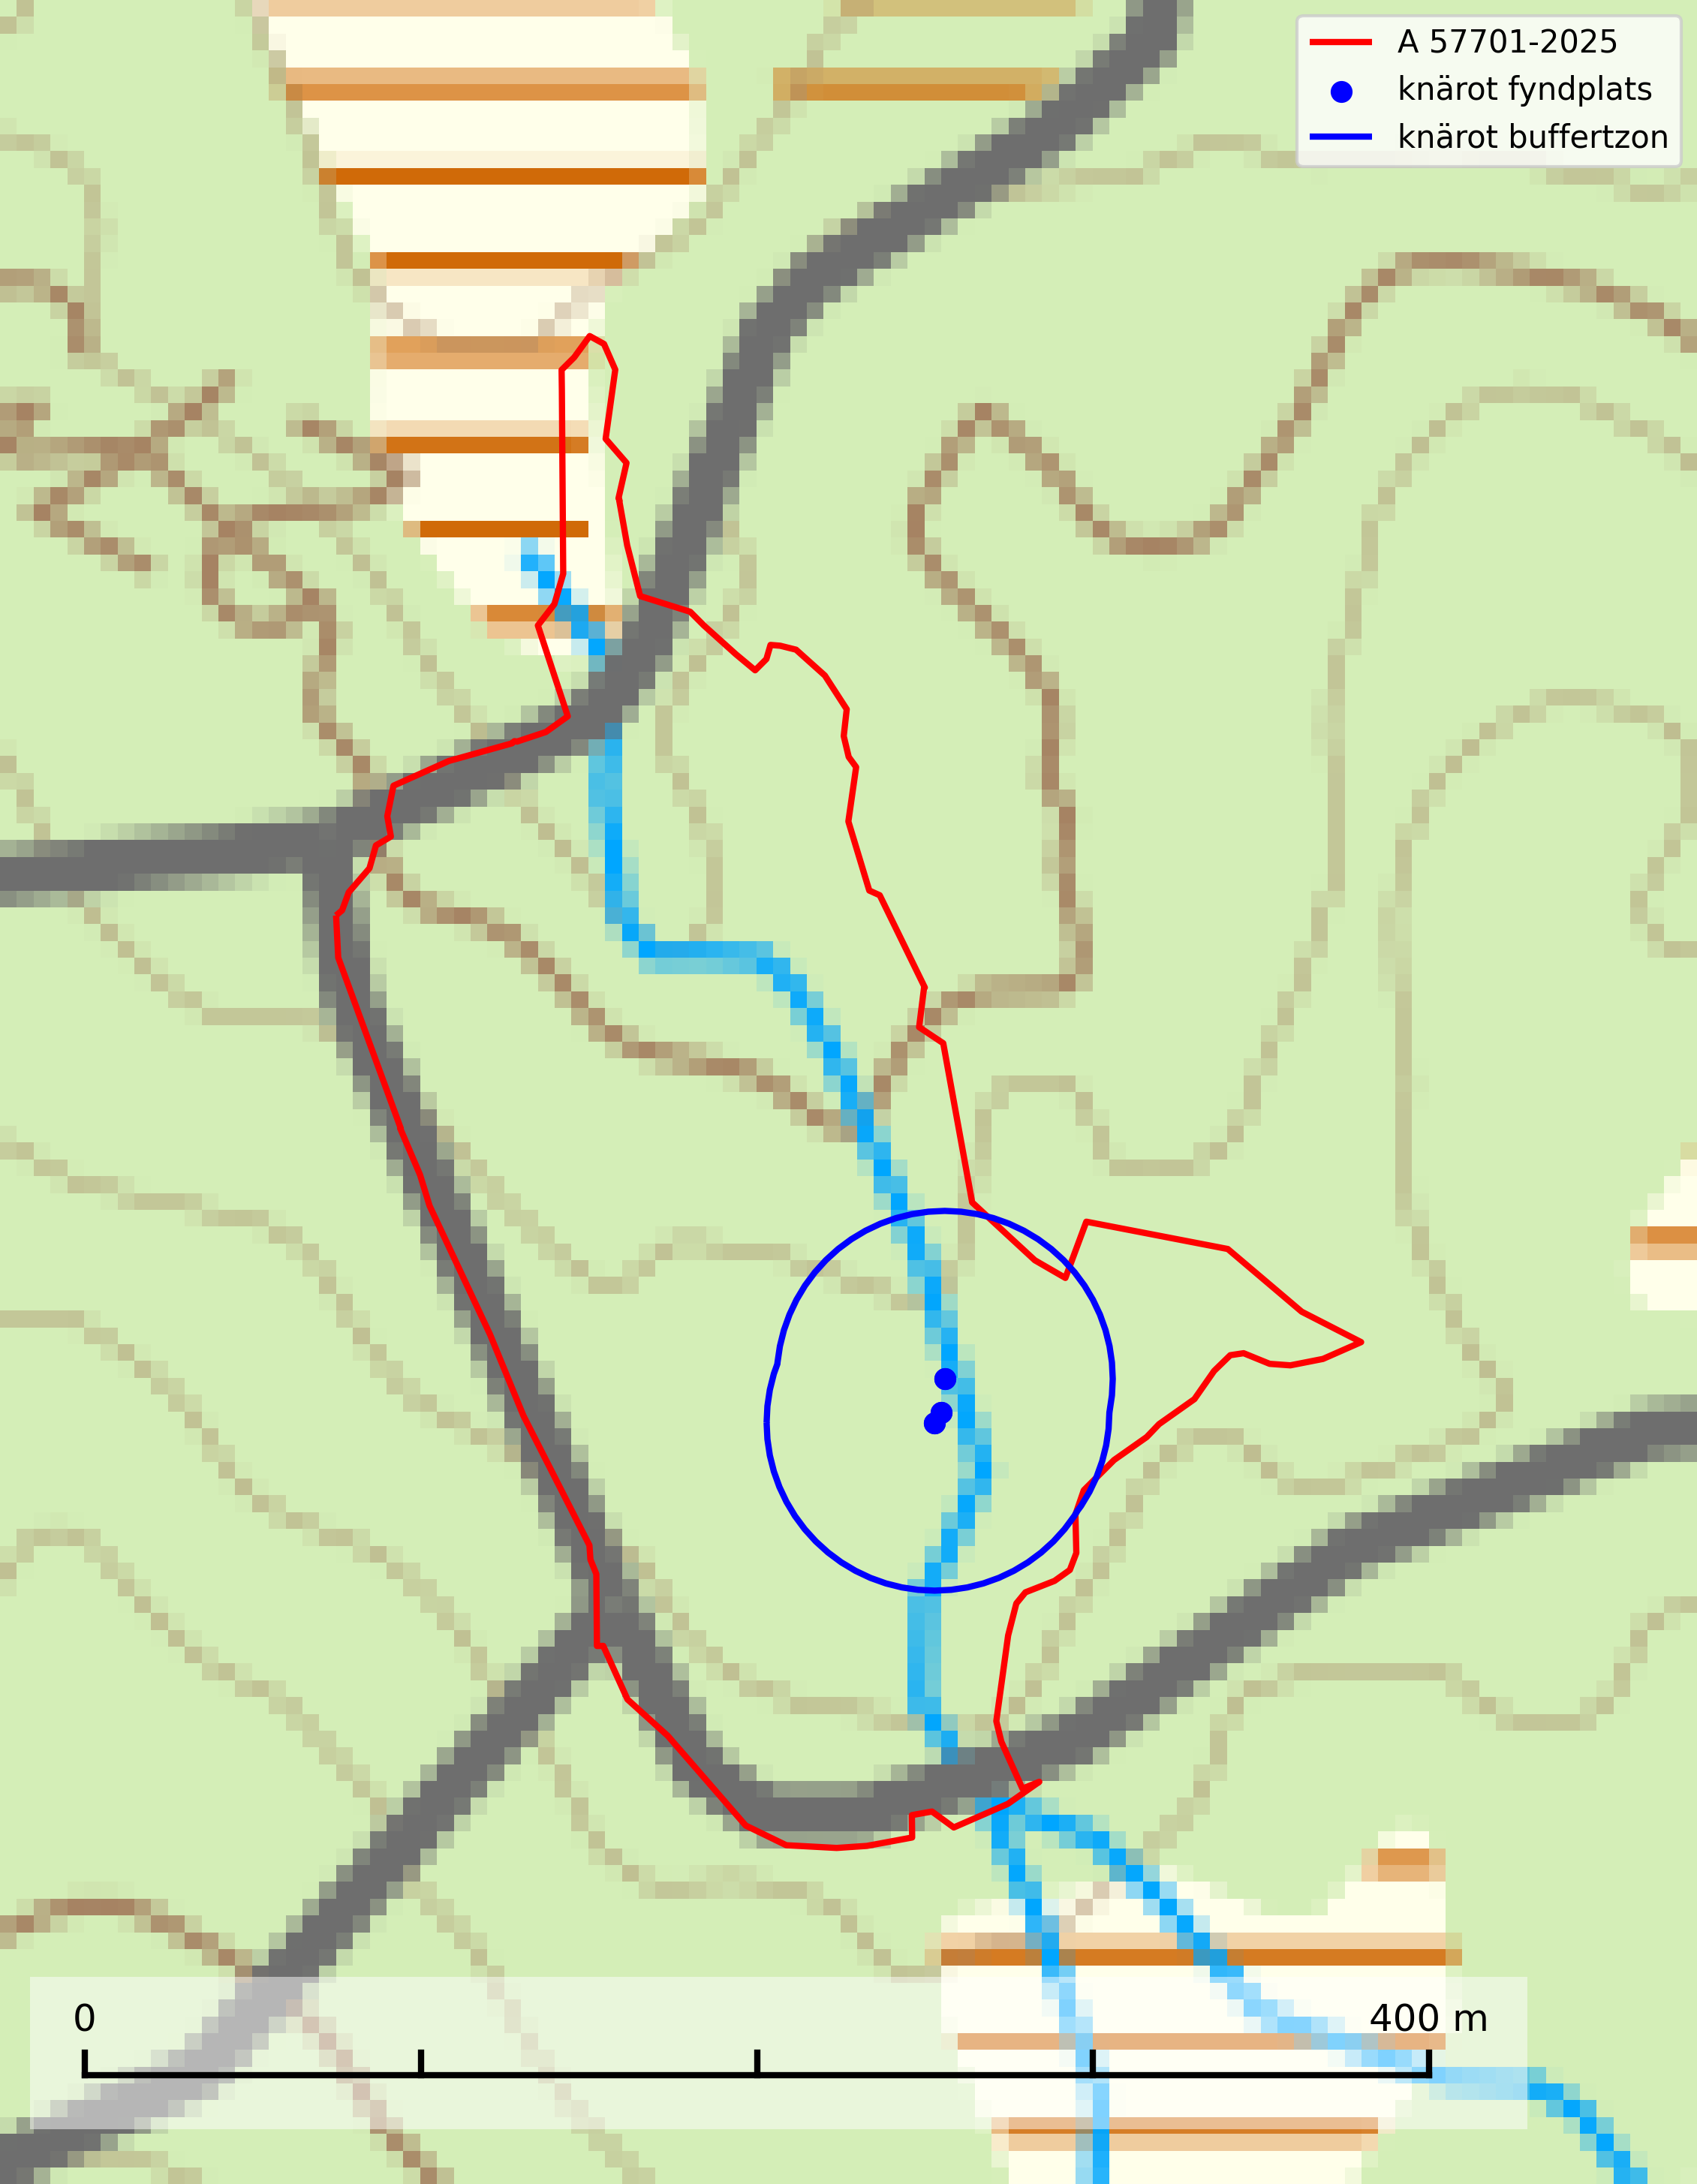 A 57701-2025
knärot fyndplats
knärot buffertzon
0 400 m